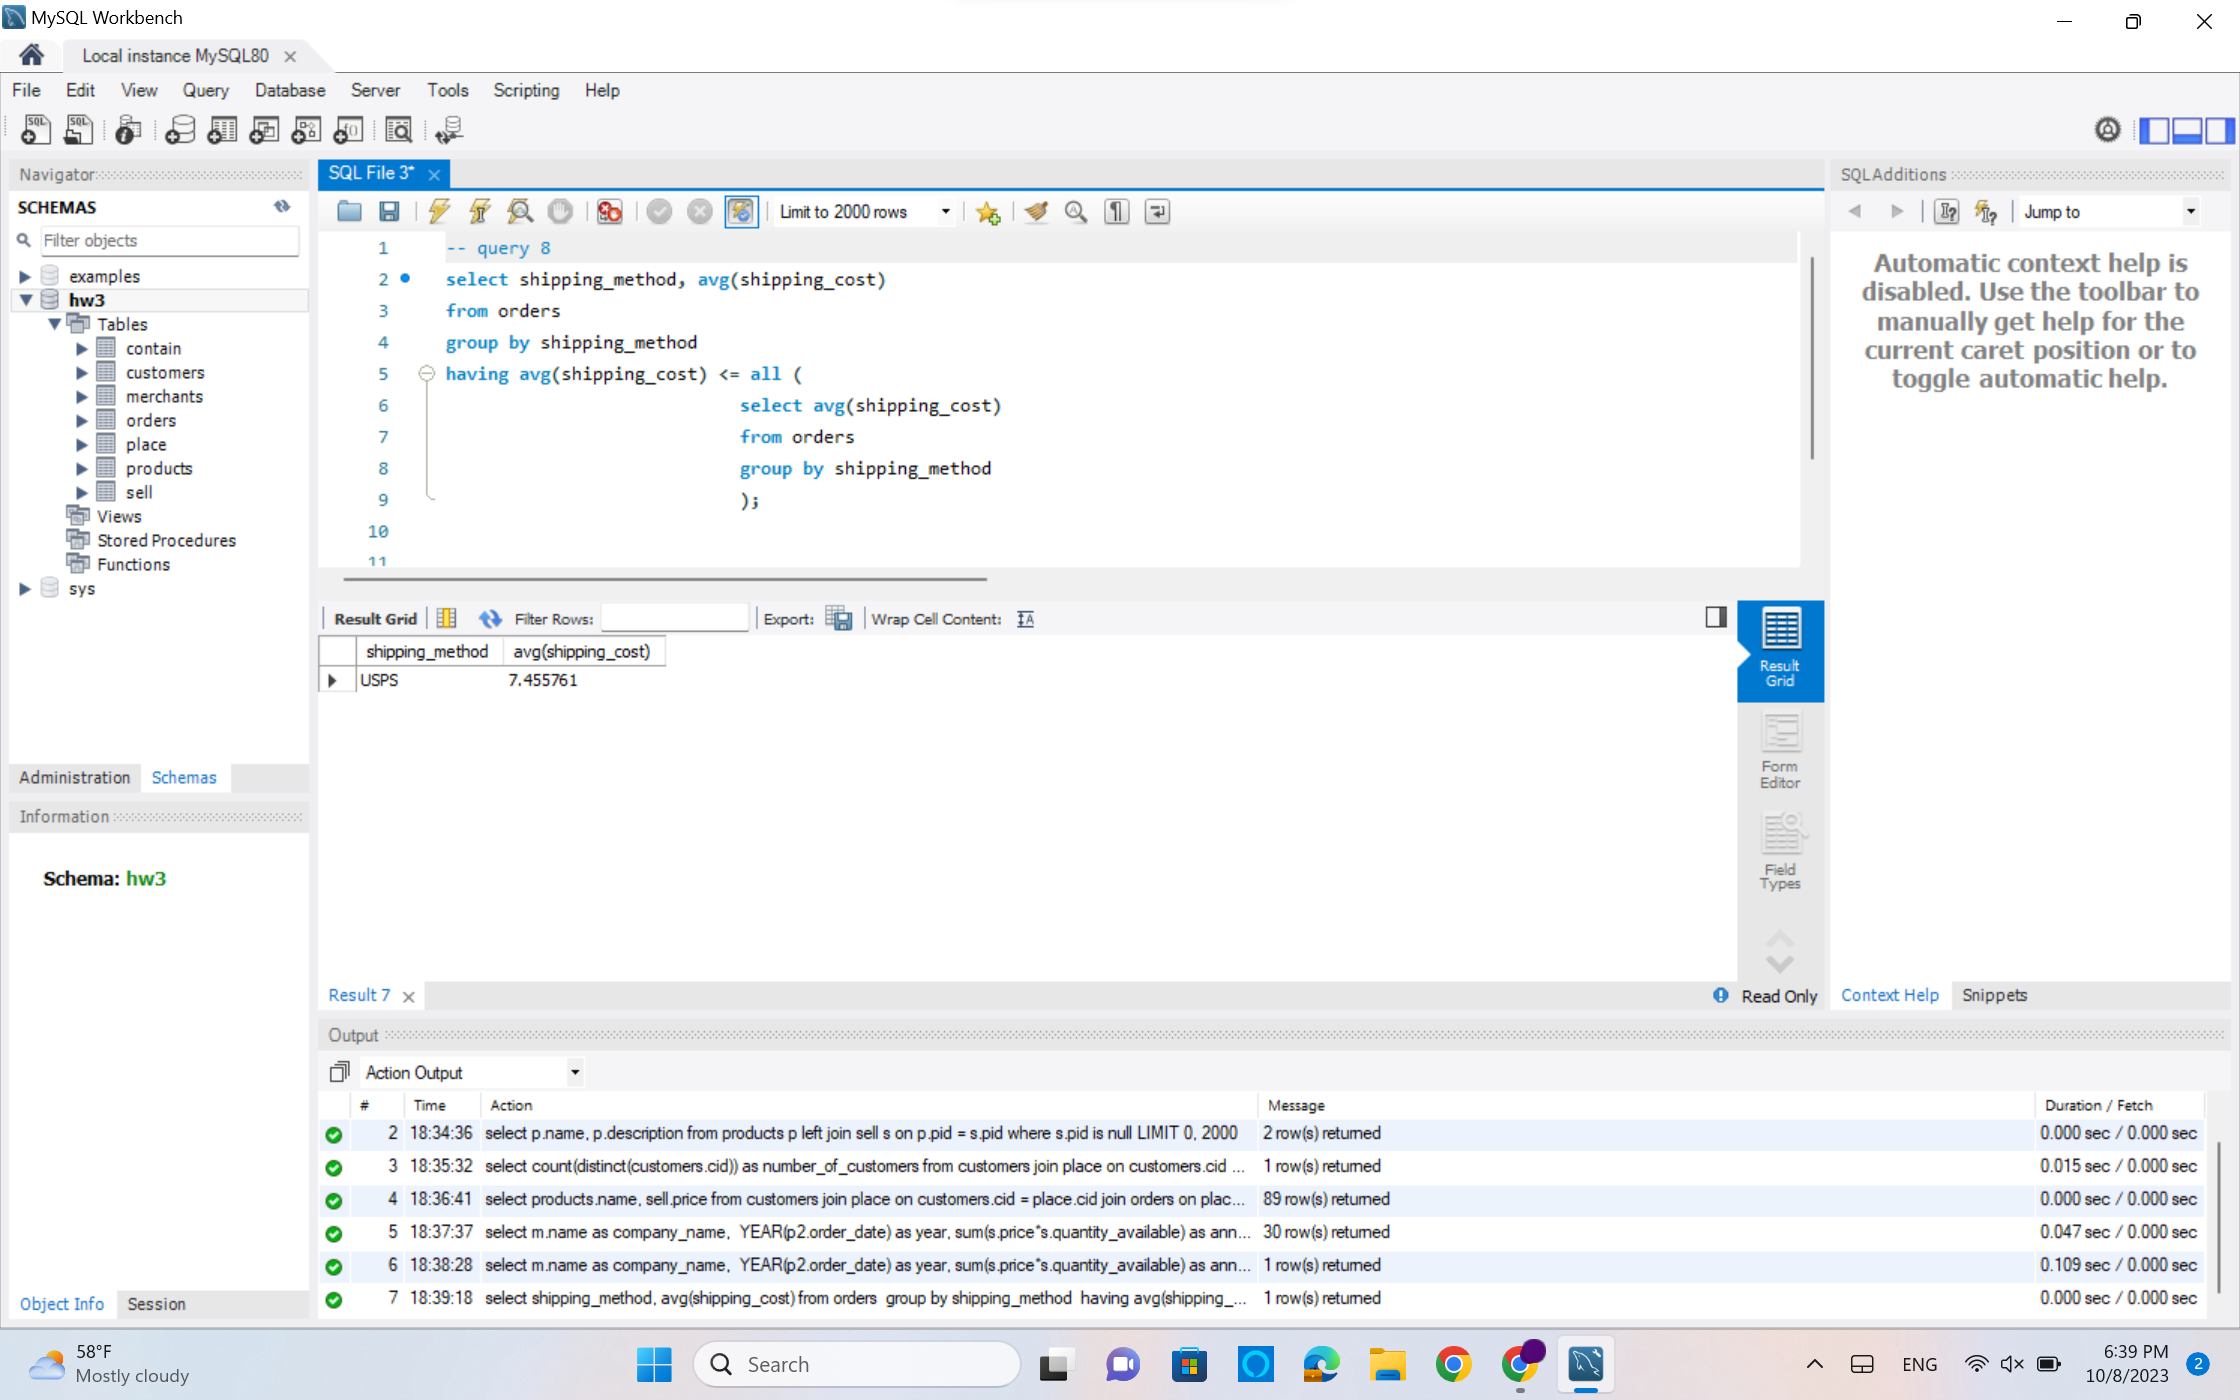 MySQL Workbench
Local instance MySQL80
File Edit View Query Database Server Tools Scripting Help
Navigator
SCHEMAS
Filter objects
examples
hw3
Tables
contain
customers
merchants
orders
place
products
sell
Views
Stored Procedures
Functions
sys
Administration Schemas
Information
Schema: hw3
Object Info Session
SQL File 3*
Limit to 2000 rows
1 -- query 8
2 select shipping_method, avg(shipping_cost)
3 from orders
4 group by shipping_method
5 having avg(shipping_cost) <= all (
6 select avg(shipping_cost)
7 from orders
8 group by shipping_method
9 );
10
11
Result Grid Filter Rows: Export: Wrap Cell Content:
shipping_method avg(shipping_cost)
USPS 7.455761
Result Grid
Form Editor
Field Types
Result 7 Read Only
SQLAdditions
Jump to
Automatic context help is
disabled. Use the toolbar to
manually get help for the
current caret position or to
toggle automatic help.
Context Help Snippets
Output
Action Output
# Time Action Message Duration / Fetch
2 18:34:36 select p.name, p.description from products p left join sell s on p.pid = s.pid where s.pid is null LIMIT 0, 2000 2 row(s) returned 0.000 sec / 0.000 sec
3 18:35:32 select count(distinct(customers.cid)) as number_of_customers from customers join place on customers.cid ... 1 row(s) returned 0.015 sec / 0.000 sec
4 18:36:41 select products.name, sell.price from customers join place on customers.cid = place.cid join orders on plac... 89 row(s) returned 0.000 sec / 0.000 sec
5 18:37:37 select m.name as company_name, YEAR(p2.order_date) as year, sum(s.price*s.quantity_available) as ann... 30 row(s) returned 0.047 sec / 0.000 sec
6 18:38:28 select m.name as company_name, YEAR(p2.order_date) as year, sum(s.price*s.quantity_available) as ann... 1 row(s) returned 0.109 sec / 0.000 sec
7 18:39:18 select shipping_method, avg(shipping_cost) from orders group by shipping_method having avg(shipping_... 1 row(s) returned 0.000 sec / 0.000 sec
58°F
Mostly cloudy
Search
ENG
6:39 PM
10/8/2023
2